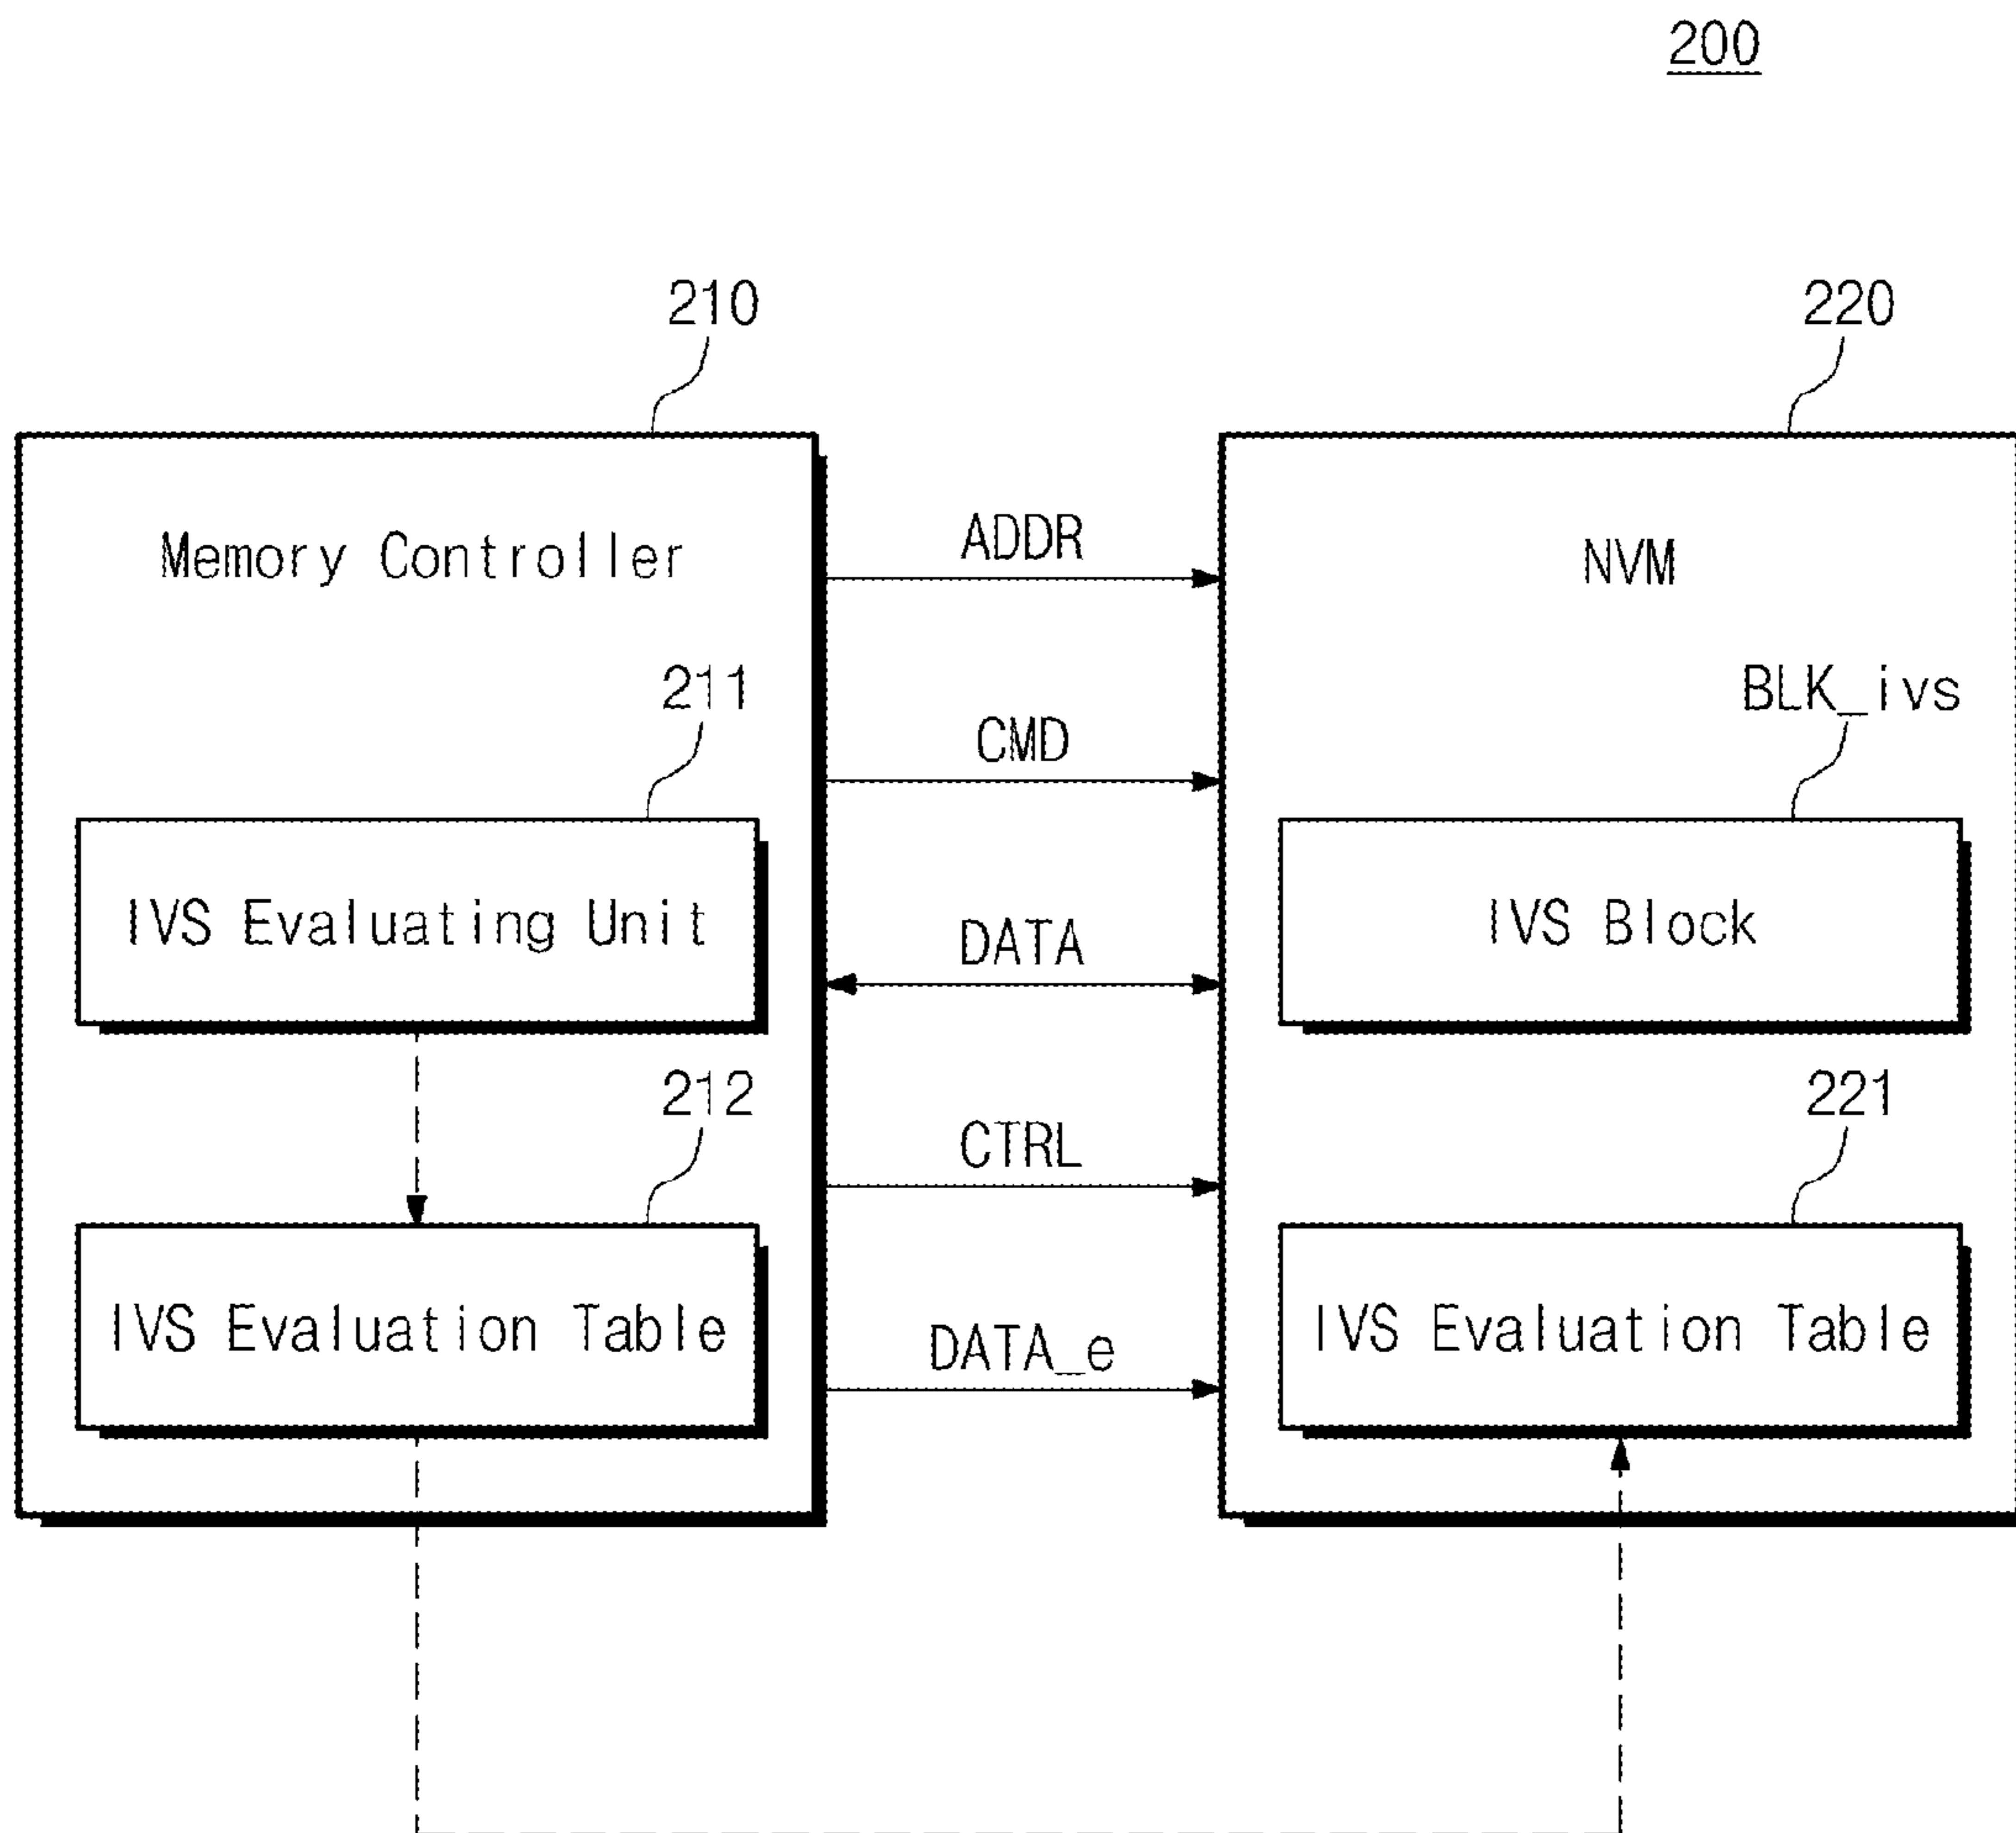 200
210
220
Memory Controller
ADDR
NVM
211
CMD
BLK_ivs
IVS Evaluating Unit
DATA
IVS Block
212
CTRL
221
IVS Evaluation Table
DATA_e
IVS Evaluation Table